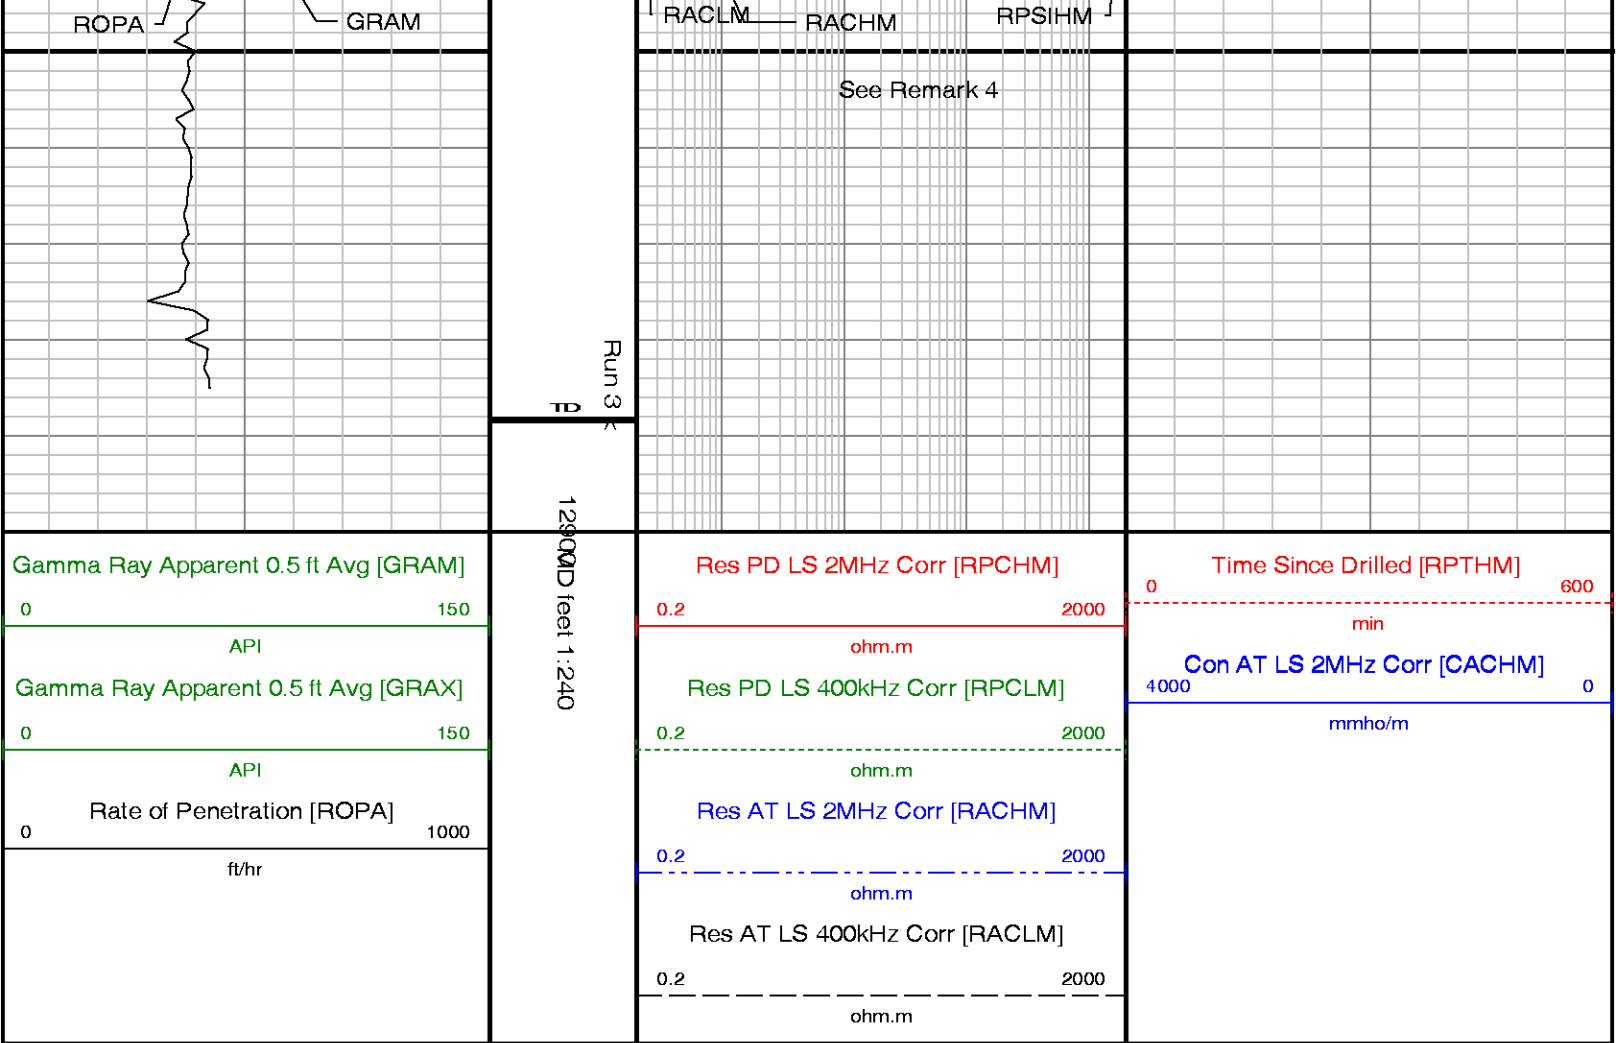 ROPA
GRAM
RACLM
RACHM
RPSIHM
See Remark 4
Run 3
TD
12900
MD feet 1:240
Gamma Ray Apparent 0.5 ft Avg [GRAM]
0 150
API
Gamma Ray Apparent 0.5 ft Avg [GRAX]
0 150
API
Rate of Penetration [ROPA]
0 1000
ft/hr
Res PD LS 2MHz Corr [RPCHM]
0.2 2000
ohm.m
Res PD LS 400kHz Corr [RPCLM]
0.2 2000
ohm.m
Res AT LS 2MHz Corr [RACHM]
0.2 2000
ohm.m
Res AT LS 400kHz Corr [RACLM]
0.2 2000
ohm.m
Time Since Drilled [RPTHM]
0 600
min
Con AT LS 2MHz Corr [CACHM]
4000 0
mmho/m